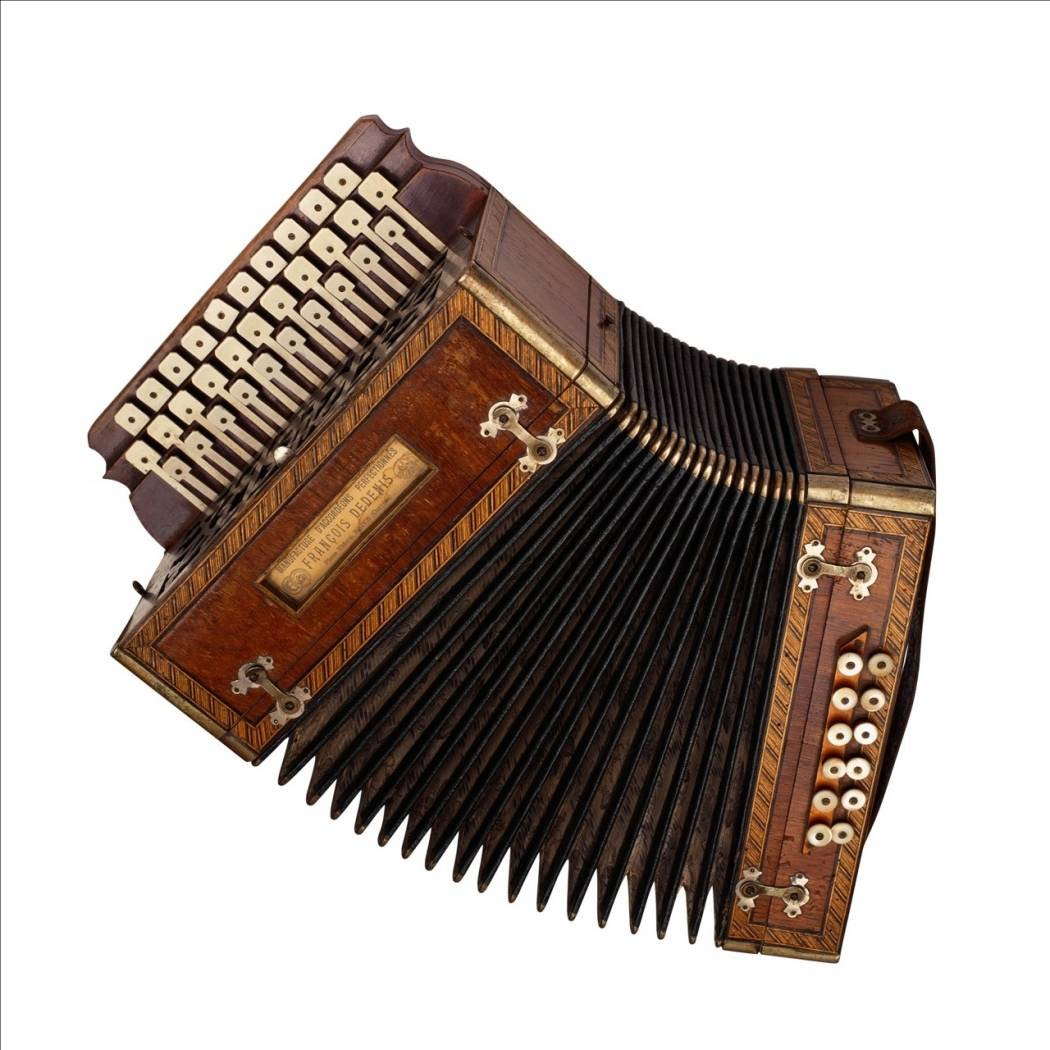 MANUFACTURE D'ACCORDÉONS PERFECTIONNÉS
FRANÇOIS DEDENIS